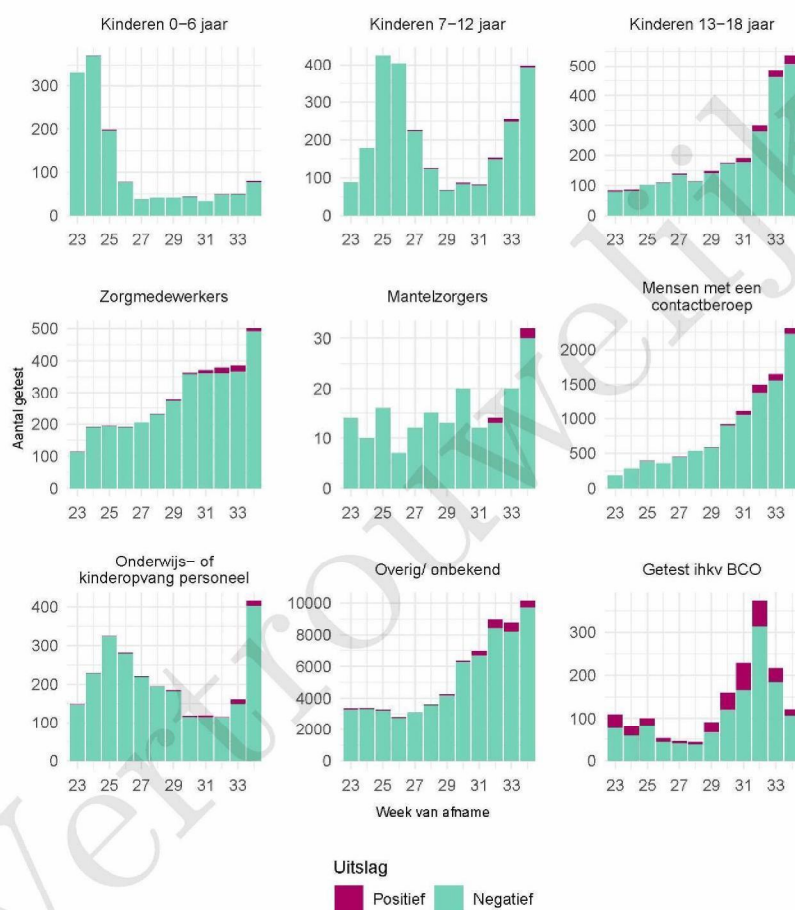 Kinderen 0−6 jaar
Kinderen 7−12 jaar
Kinderen 13−18 jaar
300
200
100
0
23 25 27 29 31 33
400
300
200
100
0
23 25 27 29 31 33
500
400
300
200
100
0
23 25 27 29 31 33
Zorgmedewerkers
Mantelzorgers
Mensen met een
contactberoep
Aantal getest
500
400
300
200
100
0
23 25 27 29 31 33
30
20
10
0
23 25 27 29 31 33
2000
1500
1000
500
0
23 25 27 29 31 33
Onderwijs− of
kinderopvang personeel
Overig/ onbekend
Getest ihkv BCO
400
300
200
100
0
23 25 27 29 31 33
10000
8000
6000
4000
2000
0
23 25 27 29 31 33
300
200
100
0
23 25 27 29 31 33
Week van afname
Uitslag
Positief Negatief
Vertrouwelijk